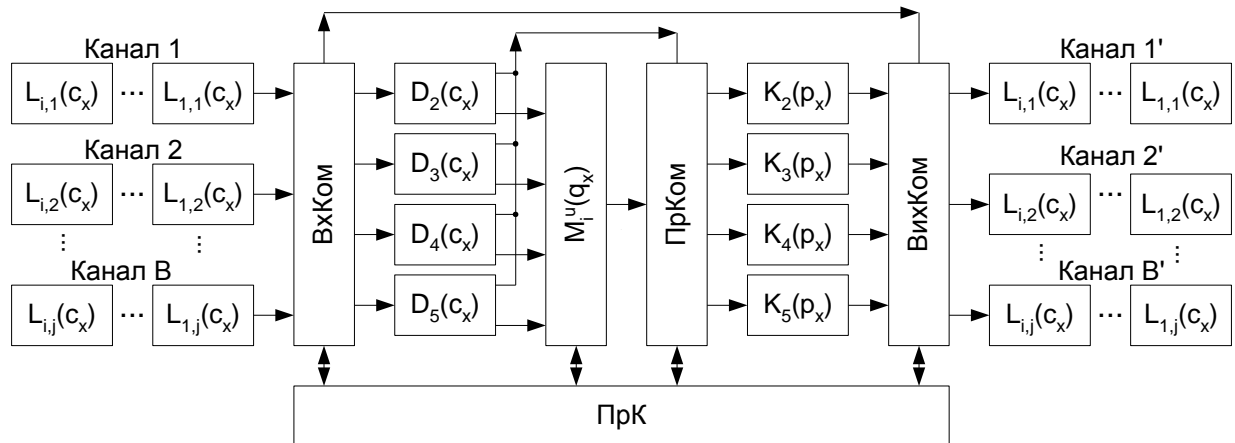 Канал 1
L_{i,1}(c_x) ... L_{1,1}(c_x)
Канал 2
L_{i,2}(c_x) ... L_{1,2}(c_x)
... ...
Канал B
L_{i,j}(c_x) ... L_{1,j}(c_x)
ВхКом
D_2(c_x)
D_3(c_x)
D_4(c_x)
D_5(c_x)
M_i^u(q_x)
ПрКом
K_2(p_x)
K_3(p_x)
K_4(p_x)
K_5(p_x)
ВихКом
Канал 1'
L_{i,1}(c_x) ... L_{1,1}(c_x)
Канал 2'
L_{i,2}(c_x) ... L_{1,2}(c_x)
... ...
Канал B'
L_{i,j}(c_x) ... L_{1,j}(c_x)
ПрК